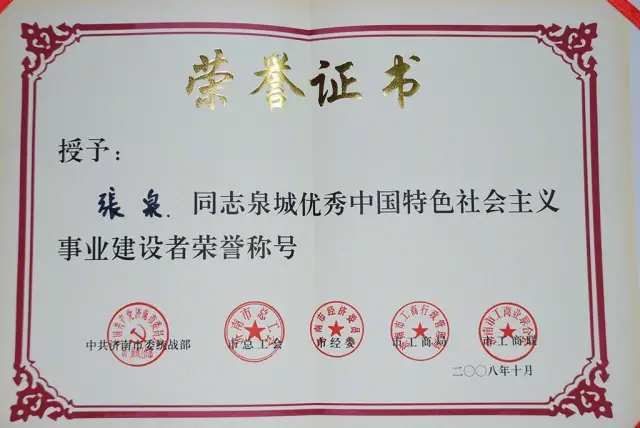 荣誉证书
授予：
張泉 同志泉城优秀中国特色社会主义
事业建设者荣誉称号
中共济南市委统战部 市总工会 市经委 市工商局 市工商联
二〇〇八年十月